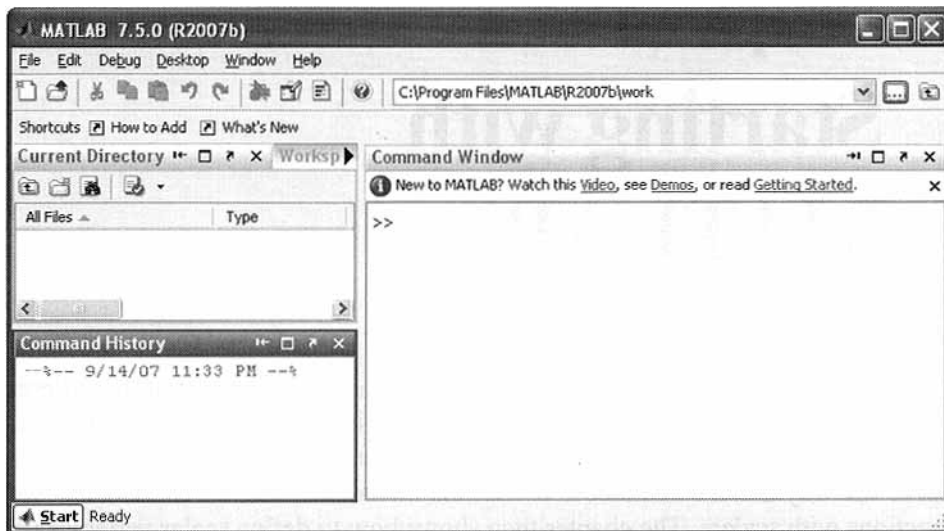 MATLAB 7.5.0 (R2007b)
File Edit Debug Desktop Window Help
C:\Program Files\MATLAB\R2007b\work
Shortcuts How to Add What's New
Current Directory Worksp
All Files Type
Command History
--%-- 9/14/07 11:33 PM --%
Command Window
New to MATLAB? Watch this Video, see Demos, or read Getting Started.
>>
Start Ready